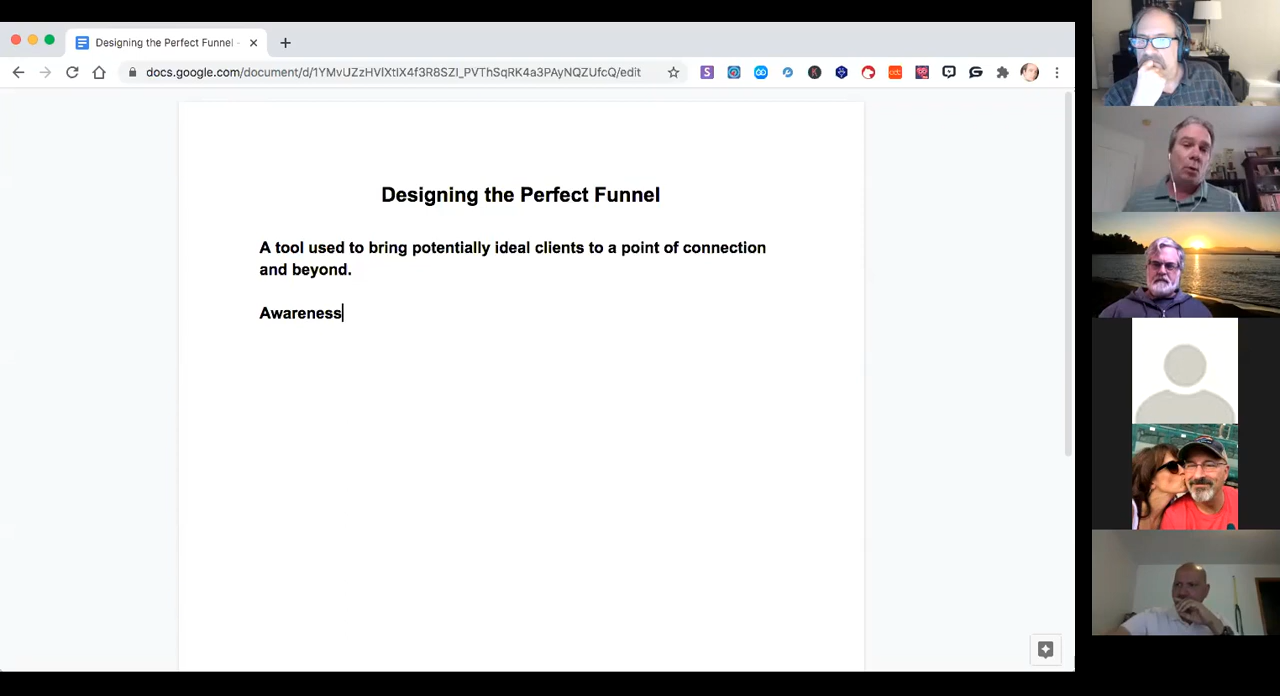 Designing the Perfect Funnel -
docs.google.com/document/d/1YMvUZzHVlXtIX4f3R8SZI_PVThSqRK4a3PAyNQZUfcQ/edit
Designing the Perfect Funnel
A tool used to bring potentially ideal clients to a point of connection
and beyond.
Awareness